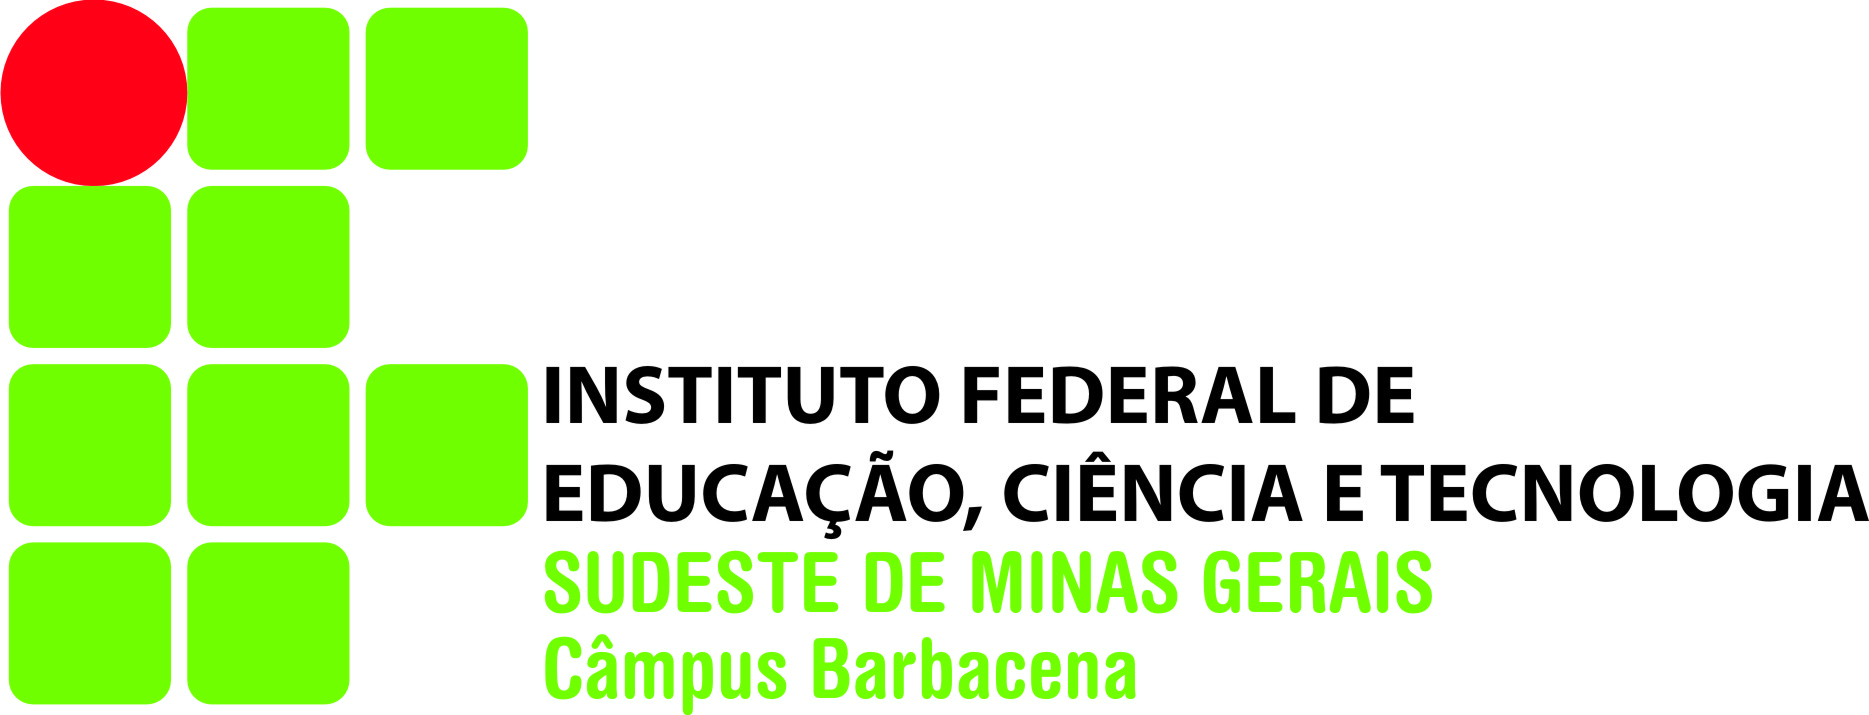 INSTITUTO FEDERAL DE
EDUCAÇÃO, CIÊNCIA E TECNOLOGIA
SUDESTE DE MINAS GERAIS
Câmpus Barbacena